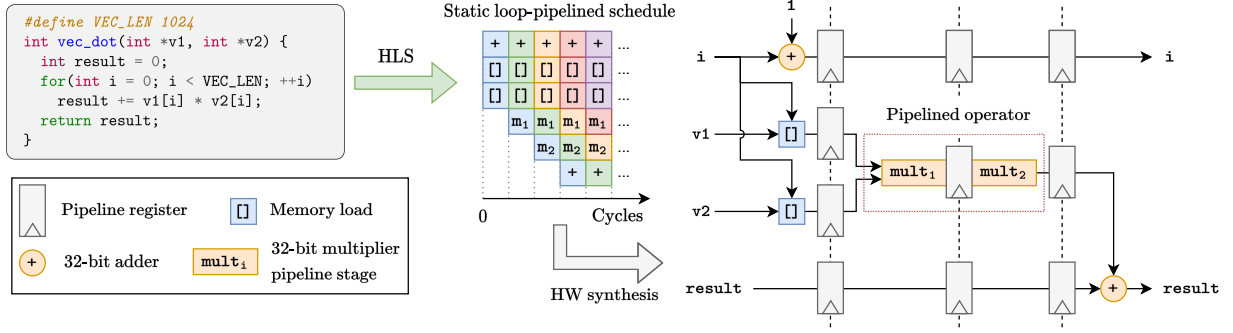 #define VEC_LEN 1024
int vec_dot(int *v1, int *v2) {
int result = 0;
for(int i = 0; i < VEC_LEN; ++i)
result += v1[i] * v2[i];
return result;
}
HLS
Static loop-pipelined schedule
+ + + + + ...
[] [] [] [] [] ...
[] [] [] [] [] ...
m₁ m₁ m₁ m₁ ...
m₂ m₂ m₂ ...
+ + ...
0 Cycles
HW synthesis
Pipeline register
[] Memory load
+ 32-bit adder
multᵢ 32-bit multiplier
pipeline stage
1
i + i
v1 []
Pipelined operator
mult₁ mult₂
v2 []
result + result